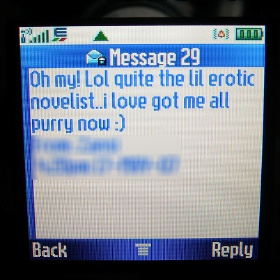 Message 29
Oh my! Lol quite the lil erotic
novelist..i love got me all
purry now :)
Back
Reply